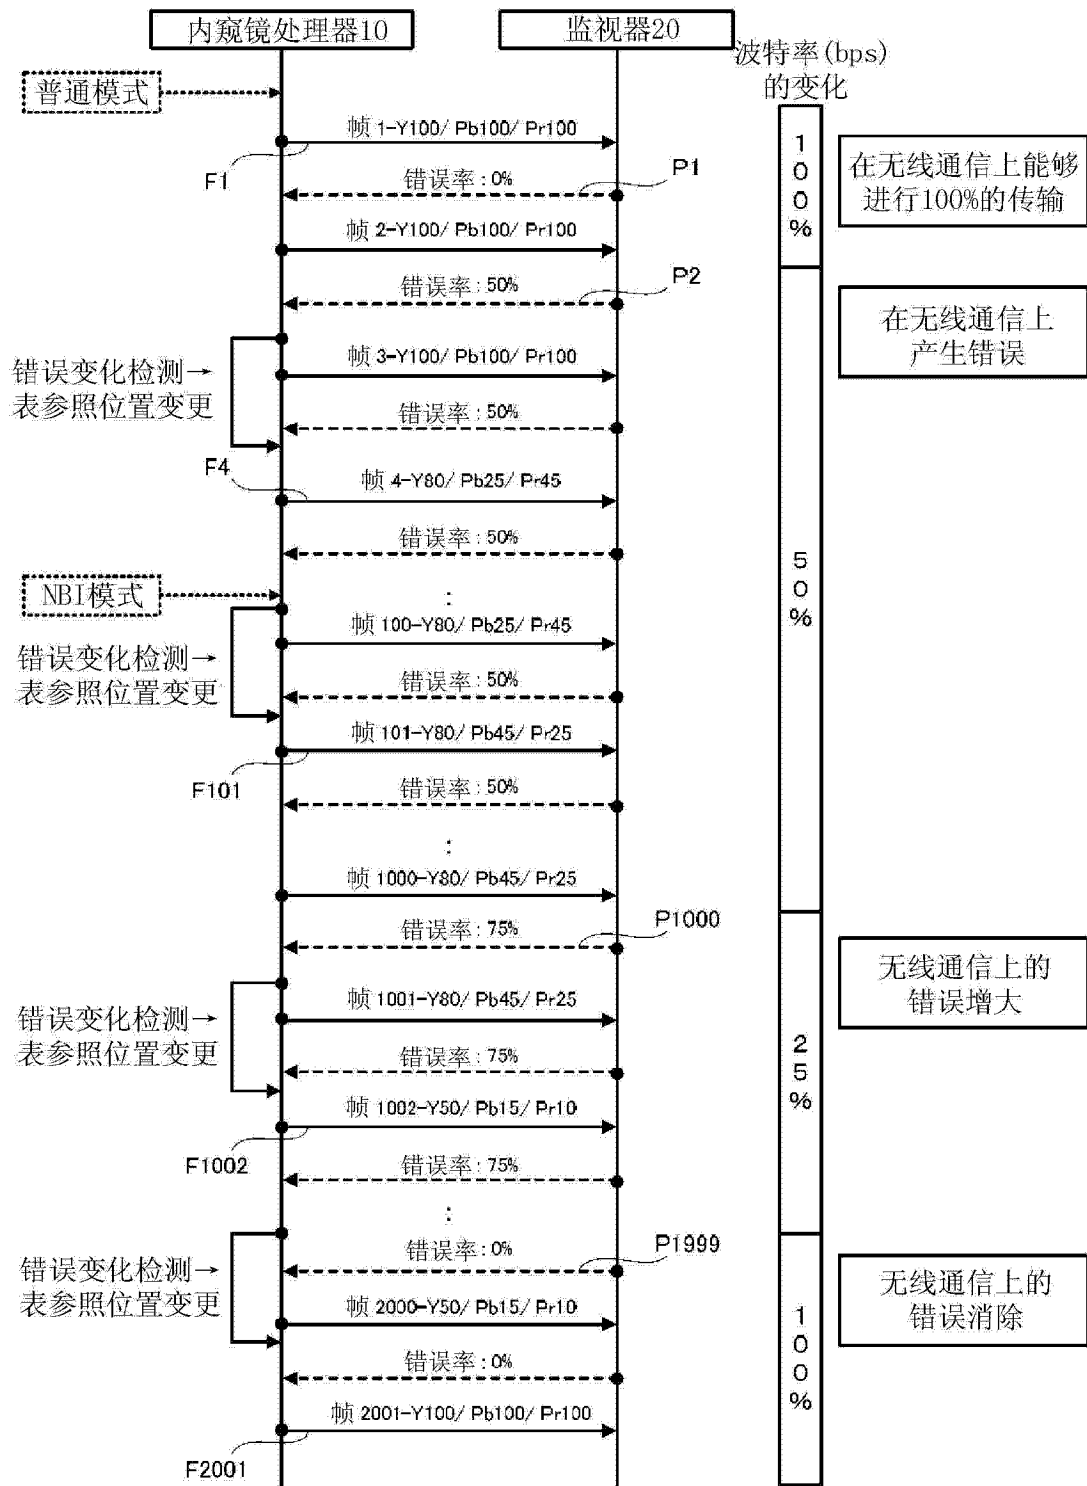 内窥镜处理器10
监视器20
波特率(bps)
的变化
普通模式
帧 1-Y100/ Pb100/ Pr100
F1
错误率:0%
P1
100%
在无线通信上能够
进行100%的传输
帧 2-Y100/ Pb100/ Pr100
错误率:50%
P2
在无线通信上
产生错误
错误变化检测→
表参照位置变更
帧 3-Y100/ Pb100/ Pr100
错误率:50%
F4
帧 4-Y80/ Pb25/ Pr45
错误率:50%
50%
NBI模式
:
错误变化检测→
表参照位置变更
帧 100-Y80/ Pb25/ Pr45
错误率:50%
帧 101-Y80/ Pb45/ Pr25
F101
错误率:50%
:
帧 1000-Y80/ Pb45/ Pr25
错误率:75%
P1000
无线通信上的
错误增大
错误变化检测→
表参照位置变更
帧 1001-Y80/ Pb45/ Pr25
错误率:75%
25%
帧 1002-Y50/ Pb15/ Pr10
F1002
错误率:75%
:
错误变化检测→
表参照位置变更
错误率:0%
P1999
无线通信上的
错误消除
帧 2000-Y50/ Pb15/ Pr10
错误率:0%
100%
帧 2001-Y100/ Pb100/ Pr100
F2001